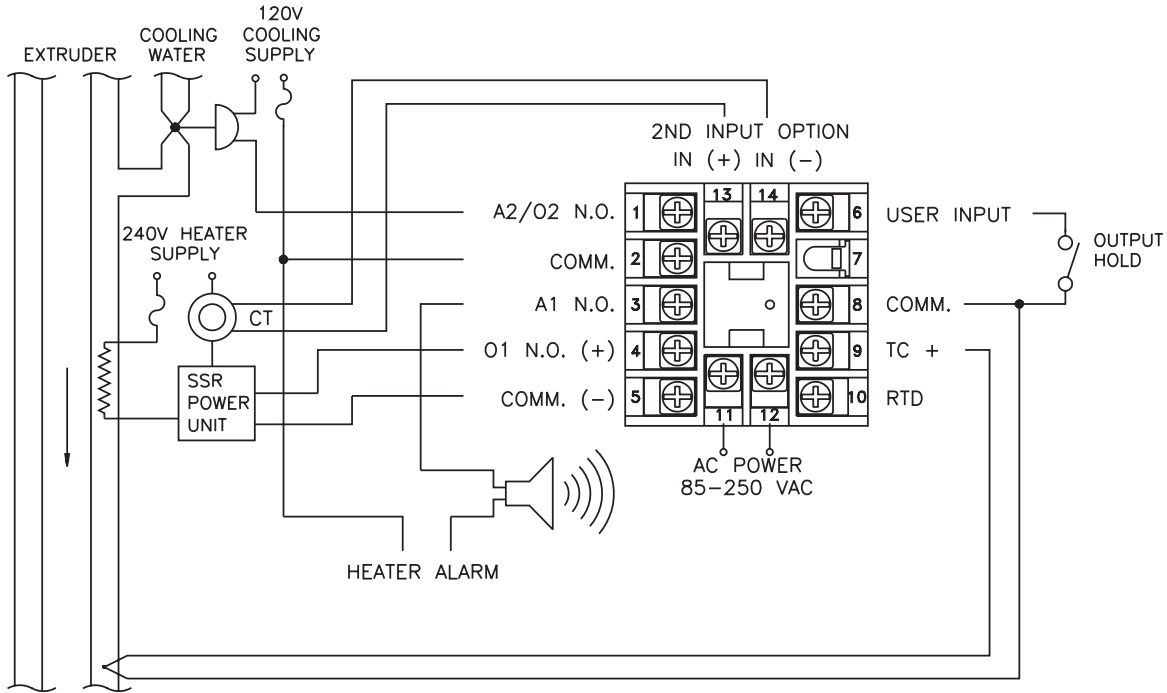 120V
COOLING
SUPPLY
COOLING
WATER
EXTRUDER
2ND INPUT OPTION
IN (+) IN (-)
13 14
A2/O2 N.O. 1
6 USER INPUT
240V HEATER
SUPPLY
OUTPUT
HOLD
COMM. 2
7
A1 N.O. 3
8 COMM.
CT
O1 N.O. (+) 4
9 TC +
SSR
POWER
UNIT
COMM. (-) 5
10 RTD
11 12
AC POWER
85-250 VAC
HEATER ALARM